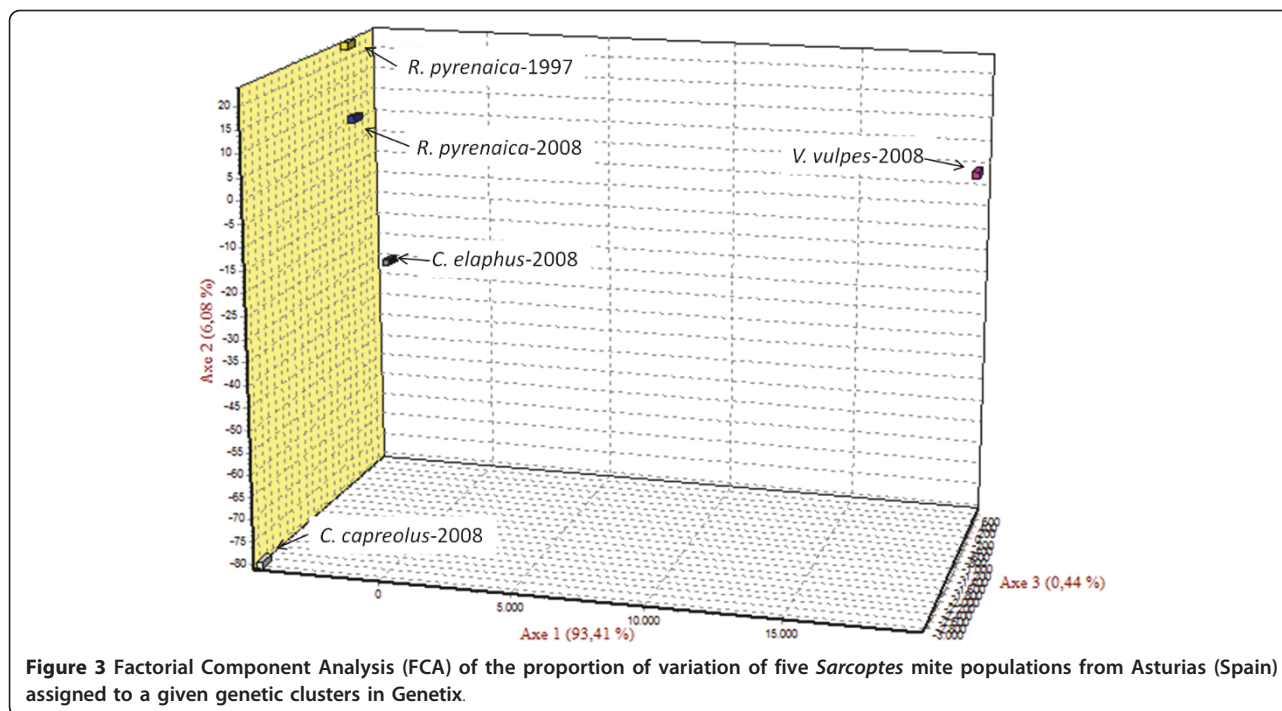 R. pyrenaica-1997
R. pyrenaica-2008
V. vulpes-2008
C. elaphus-2008
C. capreolus-2008
Axe 2 (6,08 %)
20
15
10
5
0
-5
-10
-15
-20
-25
-30
-35
-40
-45
-50
-55
-60
-65
-70
-75
-80
0
5.000
10.000
15.000
Axe 1 (93,41 %)
600
-3.000
Axe 3 (0,44 %)
Figure 3 Factorial Component Analysis (FCA) of the proportion of variation of five Sarcoptes mite populations from Asturias (Spain)
assigned to a given genetic clusters in Genetix.